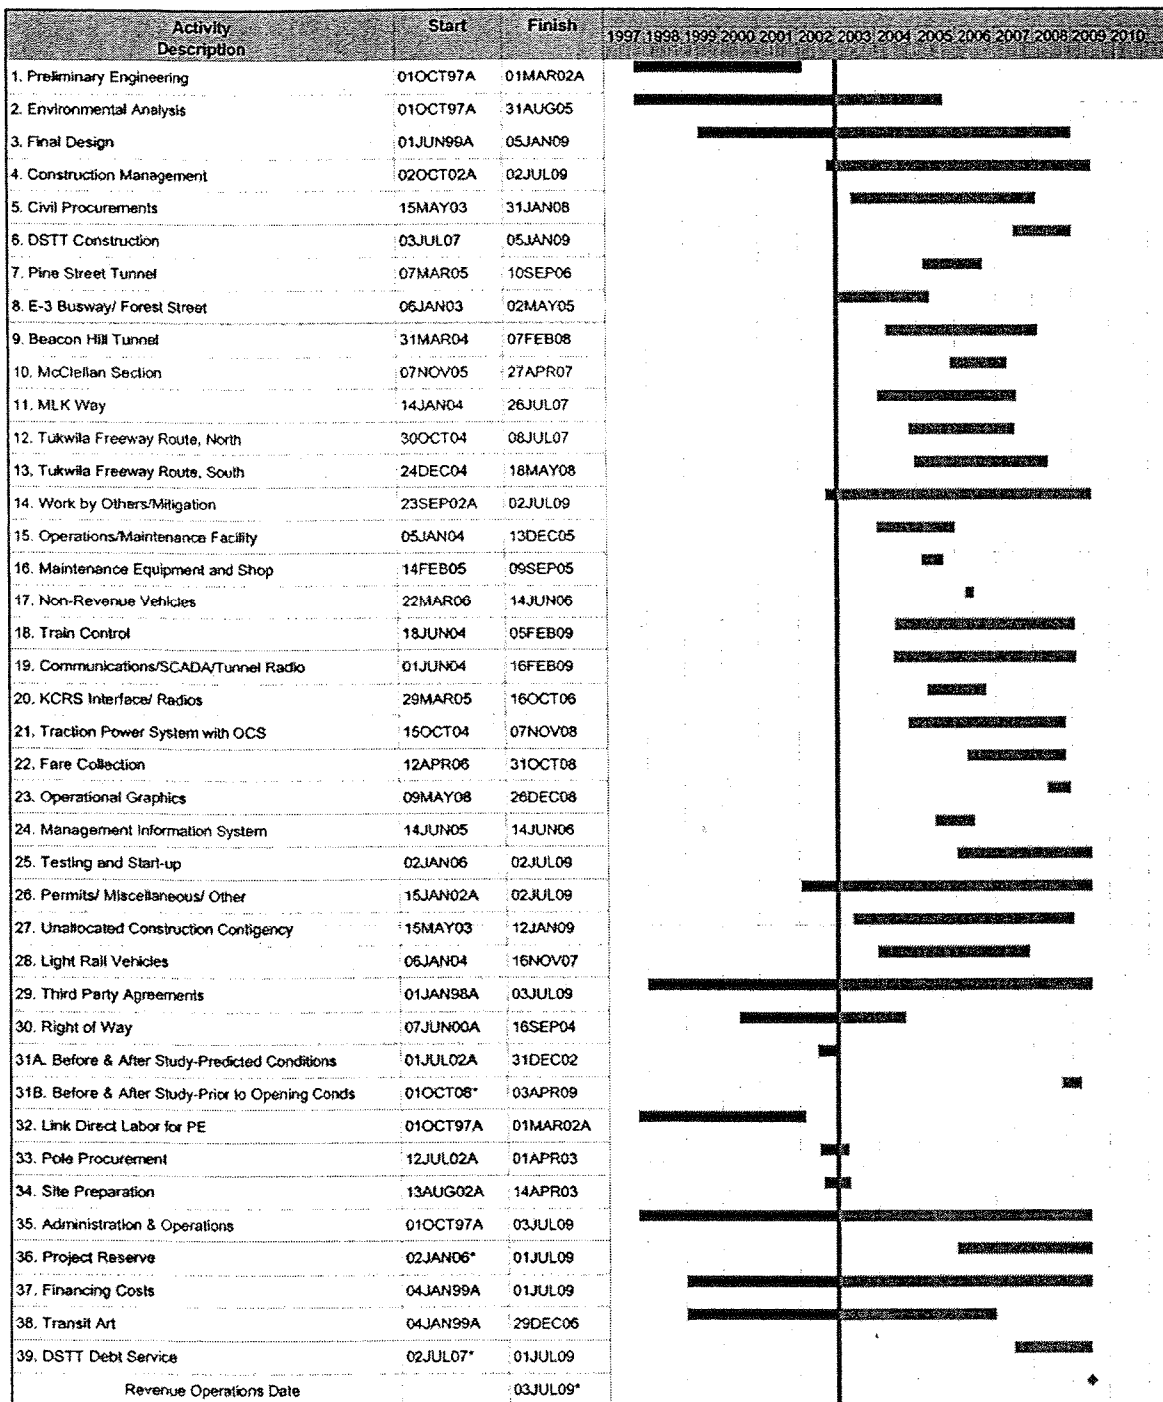 Activity Description Start Finish 1997 1998 1999 2000 2001 2002 2003 2004 2005 2006 2007 2008 2009 2010
1. Preliminary Engineering 01OCT97A 01MAR02A
2. Environmental Analysis 01OCT97A 31AUG05
3. Final Design 01JUN99A 05JAN09
4. Construction Management 02OCT02A 02JUL09
5. Civil Procurements 15MAY03 31JAN08
6. DSTT Construction 03JUL07 05JAN09
7. Pine Street Tunnel 07MAR05 10SEP06
8. E-3 Busway/ Forest Street 06JAN03 02MAY05
9. Beacon Hill Tunnel 31MAR04 07FEB08
10. McClellan Section 07NOV05 27APR07
11. MLK Way 14JAN04 26JUL07
12. Tukwila Freeway Route, North 30OCT04 08JUL07
13. Tukwila Freeway Route, South 24DEC04 18MAY08
14. Work by Others/Mitigation 23SEP02A 02JUL09
15. Operations/Maintenance Facility 05JAN04 13DEC05
16. Maintenance Equipment and Shop 14FEB05 09SEP05
17. Non-Revenue Vehicles 22MAR06 14JUN06
18. Train Control 18JUN04 05FEB09
19. Communications/SCADA/Tunnel Radio 01JUN04 16FEB09
20. KCRS Interface/ Radios 29MAR05 16OCT06
21. Traction Power System with OCS 15OCT04 07NOV08
22. Fare Collection 12APR06 31OCT08
23. Operational Graphics 09MAY08 26DEC08
24. Management Information System 14JUN05 14JUN06
25. Testing and Start-up 02JAN06 02JUL09
26. Permits/ Miscellaneous/ Other 15JAN02A 02JUL09
27. Unallocated Construction Contigency 15MAY03 12JAN09
28. Light Rail Vehicles 06JAN04 16NOV07
29. Third Party Agreements 01JAN98A 03JUL09
30. Right of Way 07JUN00A 16SEP04
31A. Before & After Study-Predicted Conditions 01JUL02A 31DEC02
31B. Before & After Study-Prior to Opening Conds 01OCT08* 03APR09
32. Link Direct Labor for PE 01OCT97A 01MAR02A
33. Pole Procurement 12JUL02A 01APR03
34. Site Preparation 13AUG02A 14APR03
35. Administration & Operations 01OCT97A 03JUL09
36. Project Reserve 02JAN06* 01JUL09
37. Financing Costs 04JAN99A 01JUL09
38. Transit Art 04JAN99A 29DEC06
39. DSTT Debt Service 02JUL07* 01JUL09
Revenue Operations Date 03JUL09*